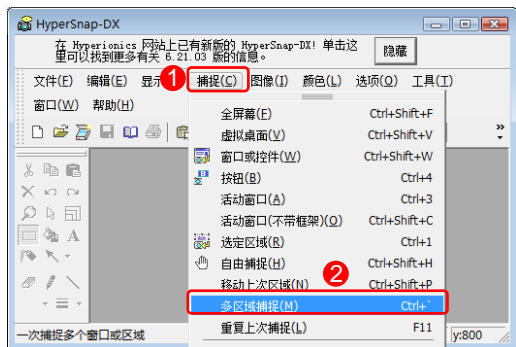 HyperSnap-DX
在 Hyperionics 网站上已有新版的 HyperSnap-DX! 单击这
里可以找到更多有关 6.21.03 版的信息。
隐藏
文件(F) 编辑(E) 显示 1 捕捉(C) 图像(I) 颜色(L) 选项(O) 工具(T)
窗口(W) 帮助(H)
全屏幕(F) Ctrl+Shift+F
虚拟桌面(V) Ctrl+Shift+V
窗口或控件(W) Ctrl+Shift+W
按钮(B) Ctrl+4
活动窗口(A) Ctrl+3
活动窗口(不带框架)(O) Ctrl+Shift+C
选定区域(R) Ctrl+1
自由捕捉(H) Ctrl+Shift+H
移动上次区域(N) 2 Ctrl+Shift+P
多区域捕捉(M) Ctrl+`
重复上次捕捉(L) F11
一次捕捉多个窗口或区域 y:800